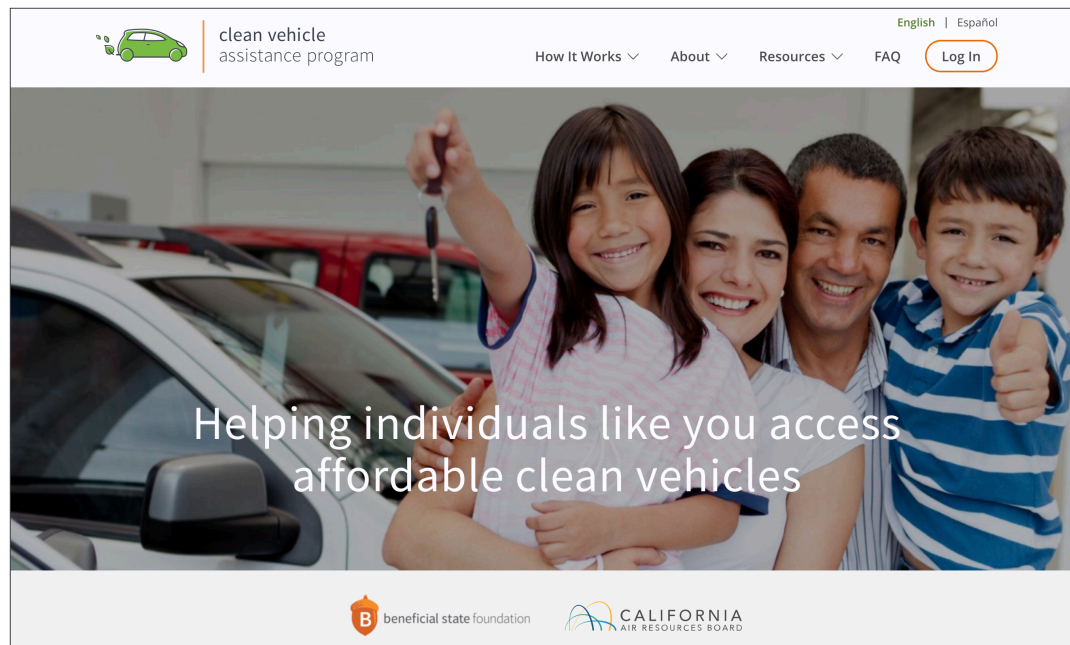 clean vehicle
assistance program
English | Español
How It Works
About
Resources
FAQ
Log In
Helping individuals like you access
affordable clean vehicles
B beneficial state foundation
CALIFORNIA
AIR RESOURCES BOARD